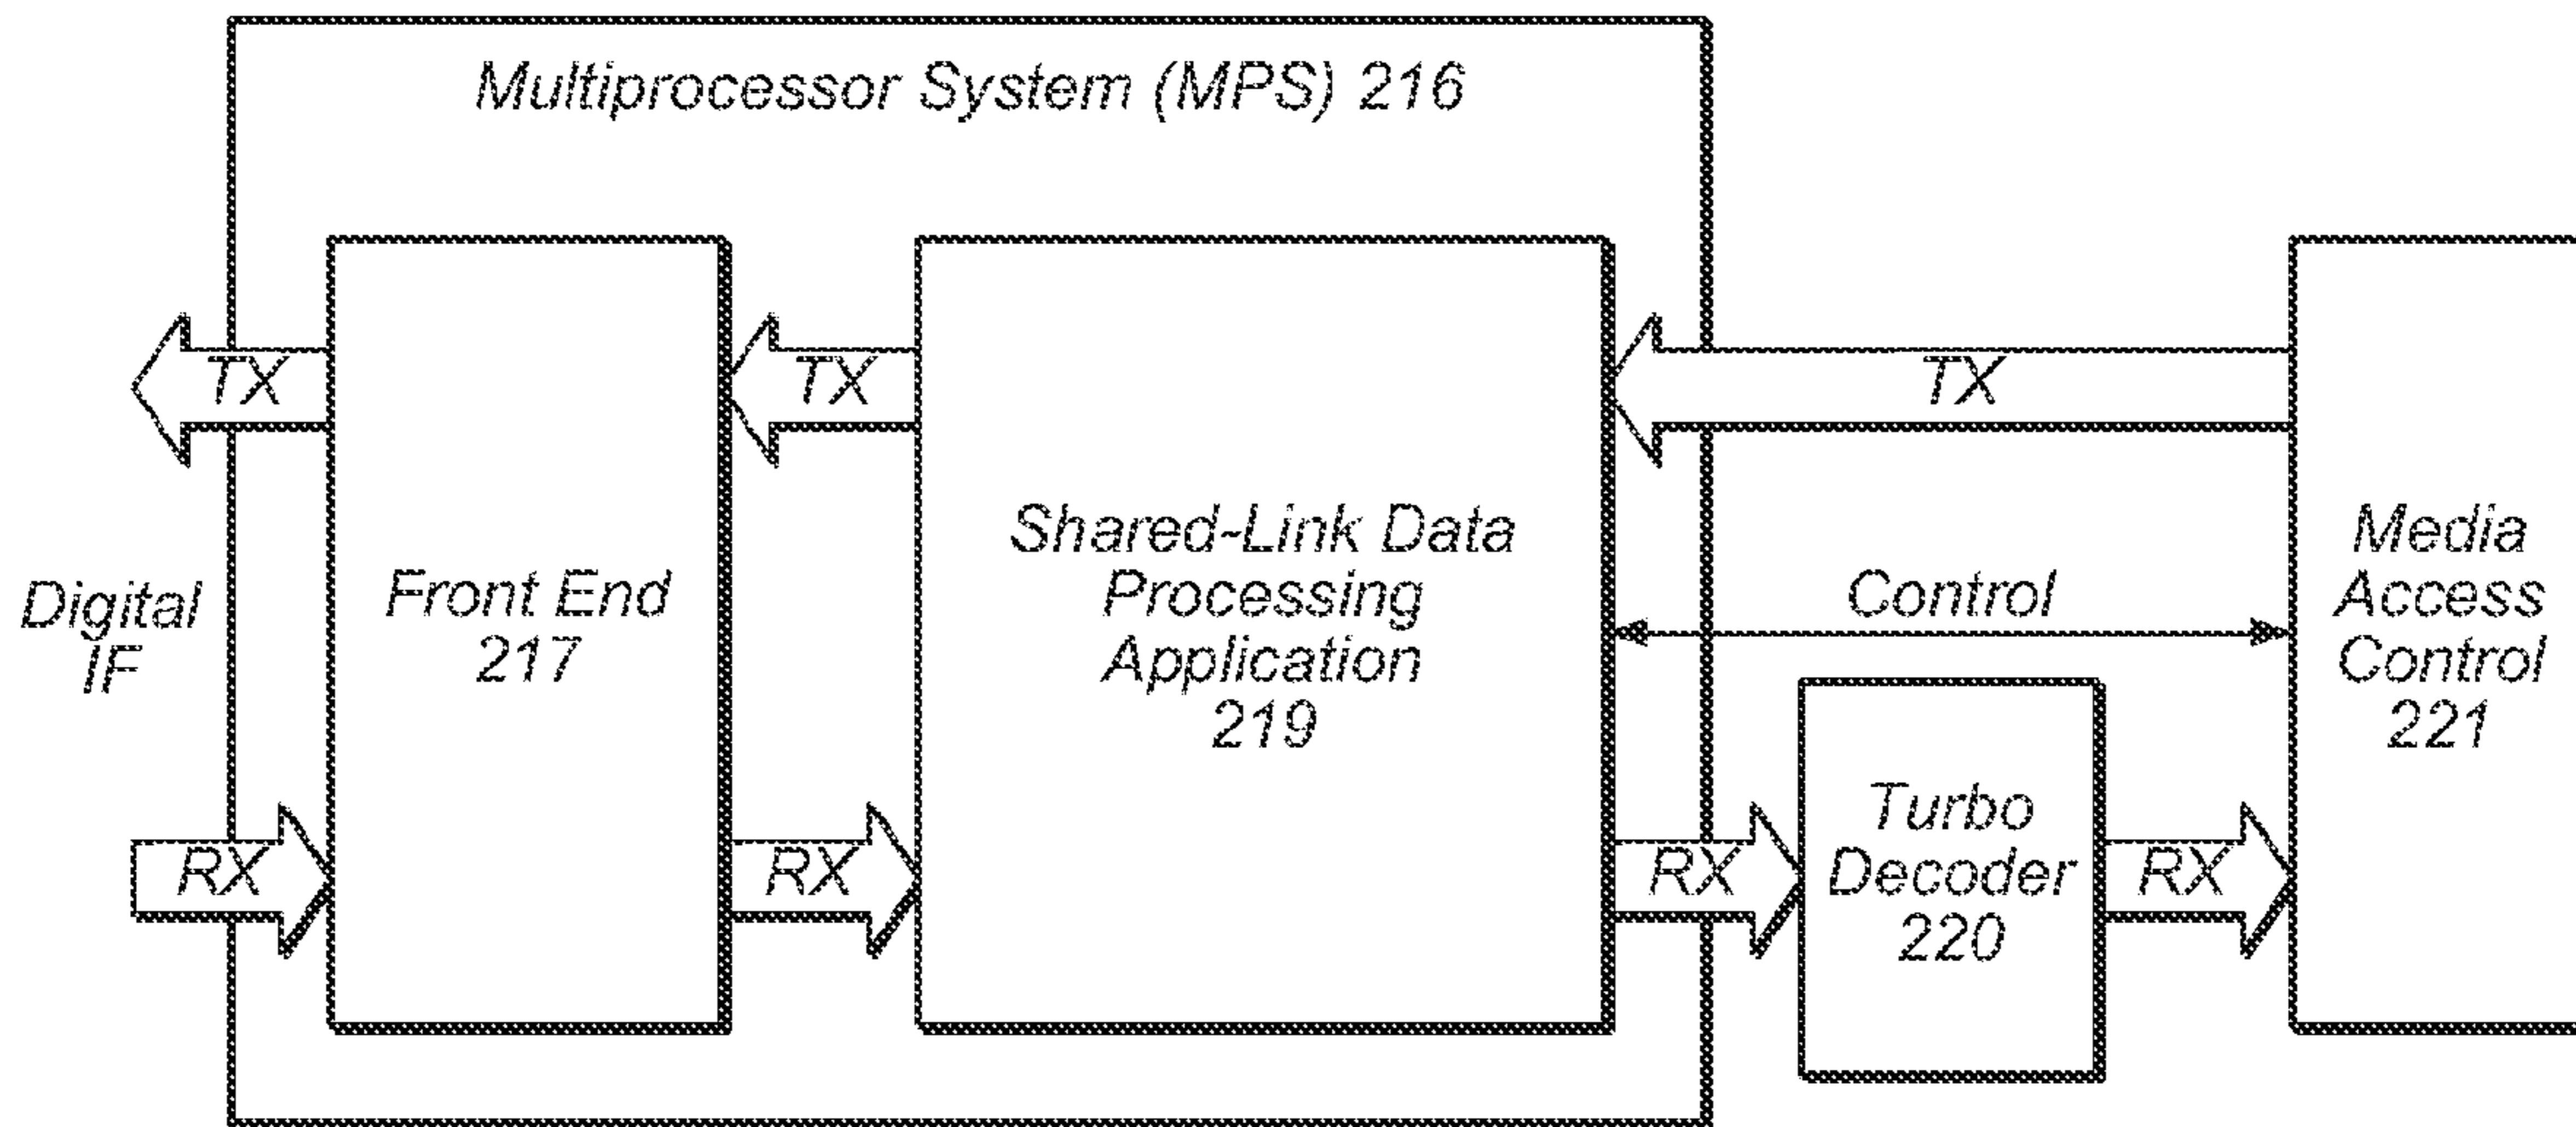 Multiprocessor System (MPS) 216
TX
TX
TX
Digital
IF
Front End
217
Shared-Link Data
Processing
Application
219
Control
Media
Access
Control
221
RX
RX
RX
Turbo
Decoder
220
RX